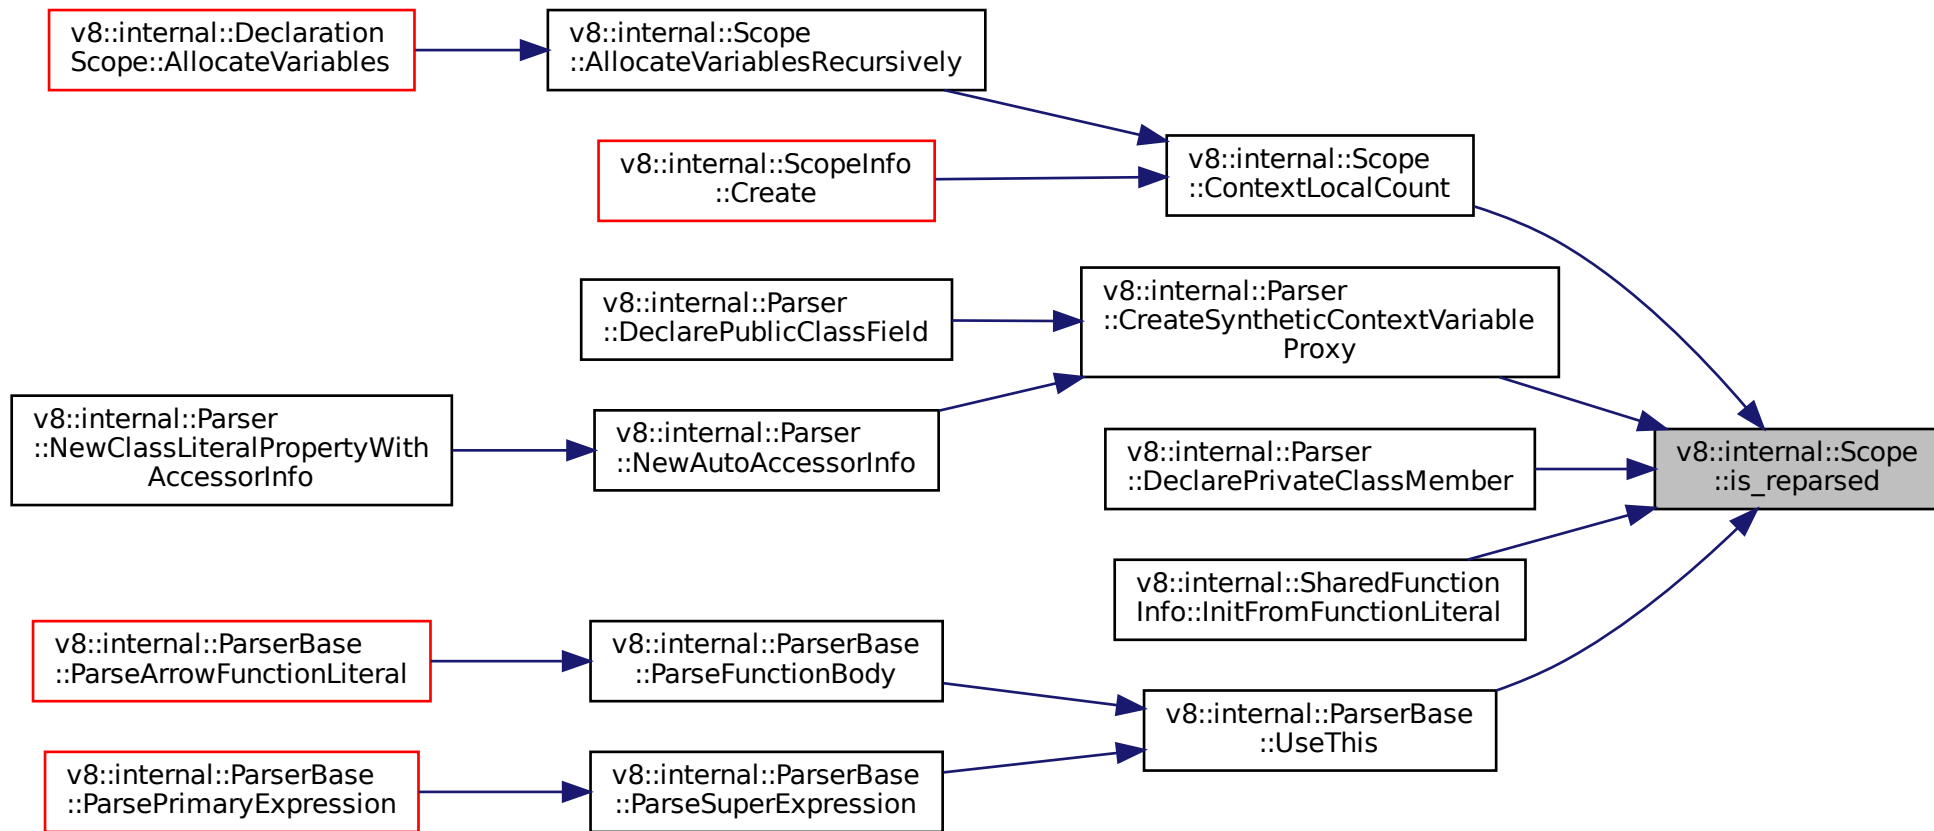 v8::internal::Declaration
Scope::AllocateVariables
v8::internal::Scope
::AllocateVariablesRecursively
v8::internal::ScopeInfo
::Create
v8::internal::Scope
::ContextLocalCount
v8::internal::Parser
::DeclarePublicClassField
v8::internal::Parser
::CreateSyntheticContextVariable
Proxy
v8::internal::Parser
::NewClassLiteralPropertyWith
AccessorInfo
v8::internal::Parser
::NewAutoAccessorInfo
v8::internal::Parser
::DeclarePrivateClassMember
v8::internal::Scope
::is_reparsed
v8::internal::SharedFunction
Info::InitFromFunctionLiteral
v8::internal::ParserBase
::ParseArrowFunctionLiteral
v8::internal::ParserBase
::ParseFunctionBody
v8::internal::ParserBase
::UseThis
v8::internal::ParserBase
::ParsePrimaryExpression
v8::internal::ParserBase
::ParseSuperExpression